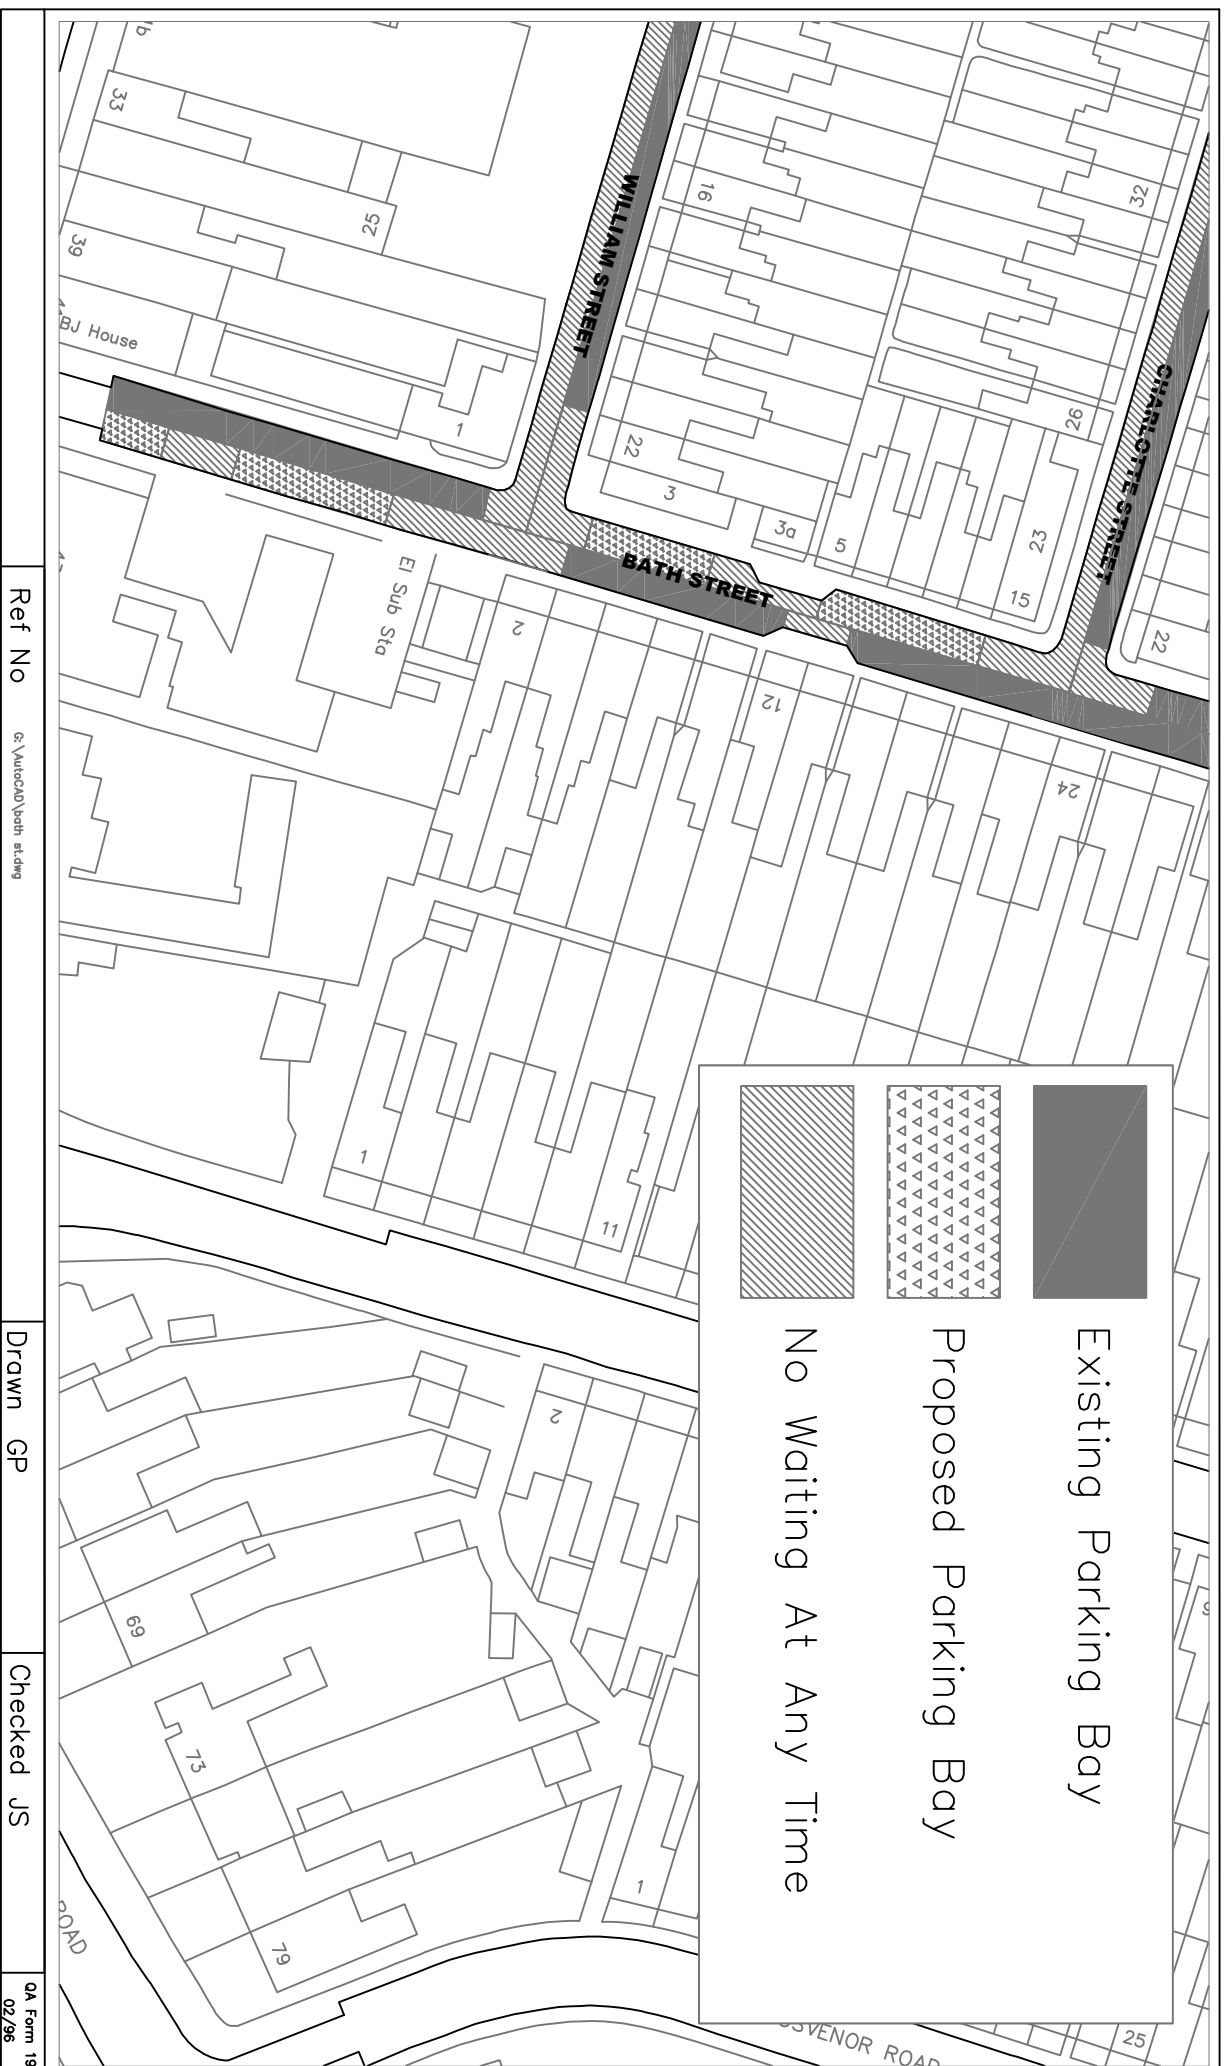 WILLIAM STREET
CHARLOTTE STREET
BATH STREET
33
25
39
BJ House
1
16
32
22
3
3a
5
26
23
15
22
El Sub Sta
2
12
24
1
11
2
69
73
79
1
25
ROAD
Existing Parking Bay
Proposed Parking Bay
No Waiting At Any Time
Ref No G:\AutoCAD\bath st.dwg
Drawn GP
Checked JS
QA Form 19
02/96